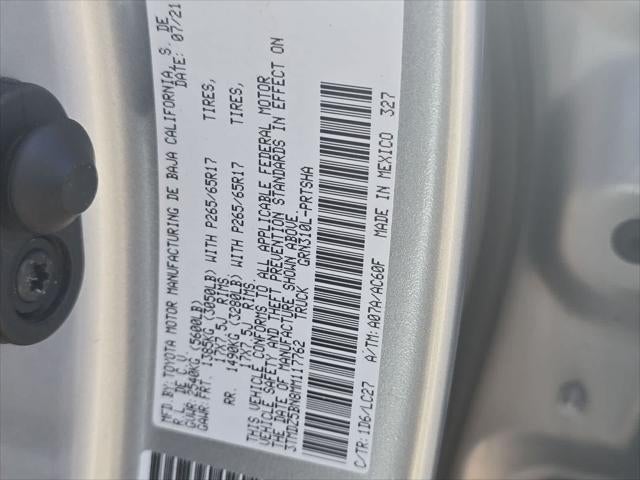 MFD. BY: TOYOTA MOTOR MANUFACTURING DE BAJA CALIFORNIA, S. DE
R.L. DE C.V. DATE: 07/21
GVWR: 2540KG (5600LB)
GAWR: FRT. 1385KG (3050LB) WITH P265/65R17 TIRES,
17X7.5J RIMS
RR. 1490KG (3280LB) WITH P265/65R17 TIRES,
17X7.5J RIMS
THIS VEHICLE CONFORMS TO ALL APPLICABLE FEDERAL MOTOR
VEHICLE SAFETY AND THEFT PREVENTION STANDARDS IN EFFECT ON
THE DATE OF MANUFACTURE SHOWN ABOVE.
3TMDZ5BN8MM117762 TRUCK GRN310L-PRTSHA
C/TR: 1D6/LC27 A/TM: A07A/AC60F MADE IN MEXICO 327